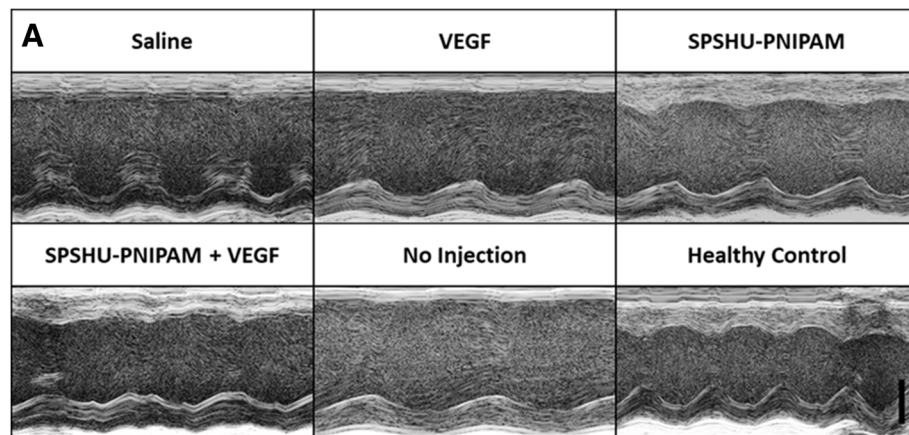 A
Saline
VEGF
SPSHU-PNIPAM
SPSHU-PNIPAM + VEGF
No Injection
Healthy Control